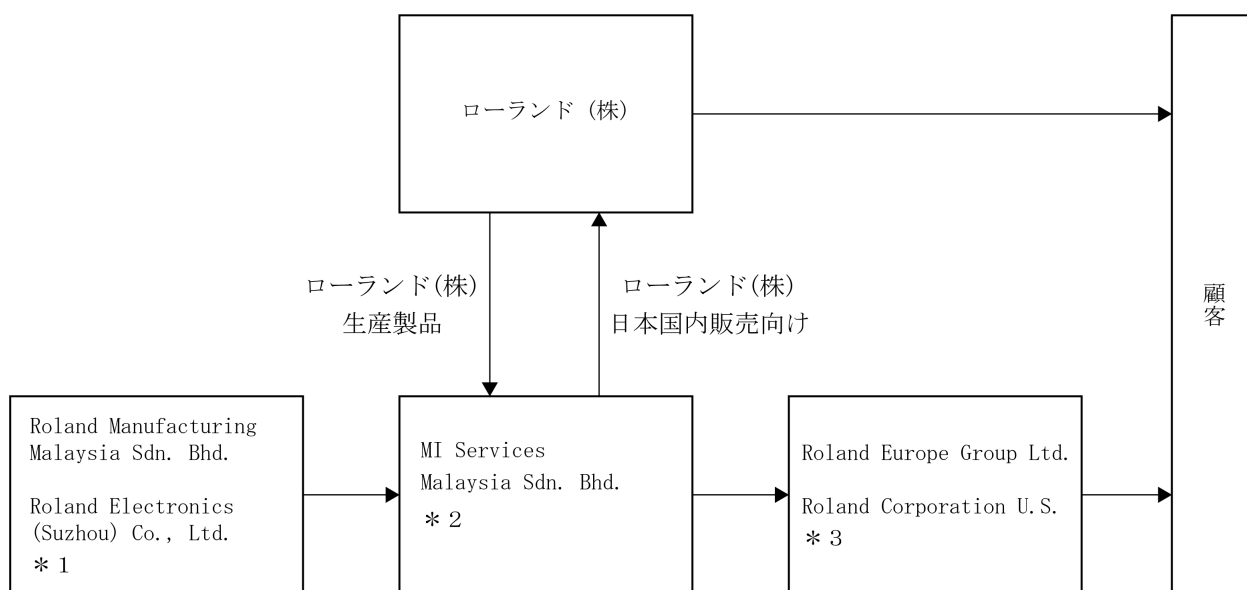 ローランド (株)
ローランド(株)
生産製品
ローランド(株)
日本国内販売向け
顧客
Roland Manufacturing
Malaysia Sdn. Bhd.
Roland Electronics
(Suzhou) Co., Ltd.
＊１
MI Services
Malaysia Sdn. Bhd.
＊２
Roland Europe Group Ltd.
Roland Corporation U.S.
＊３